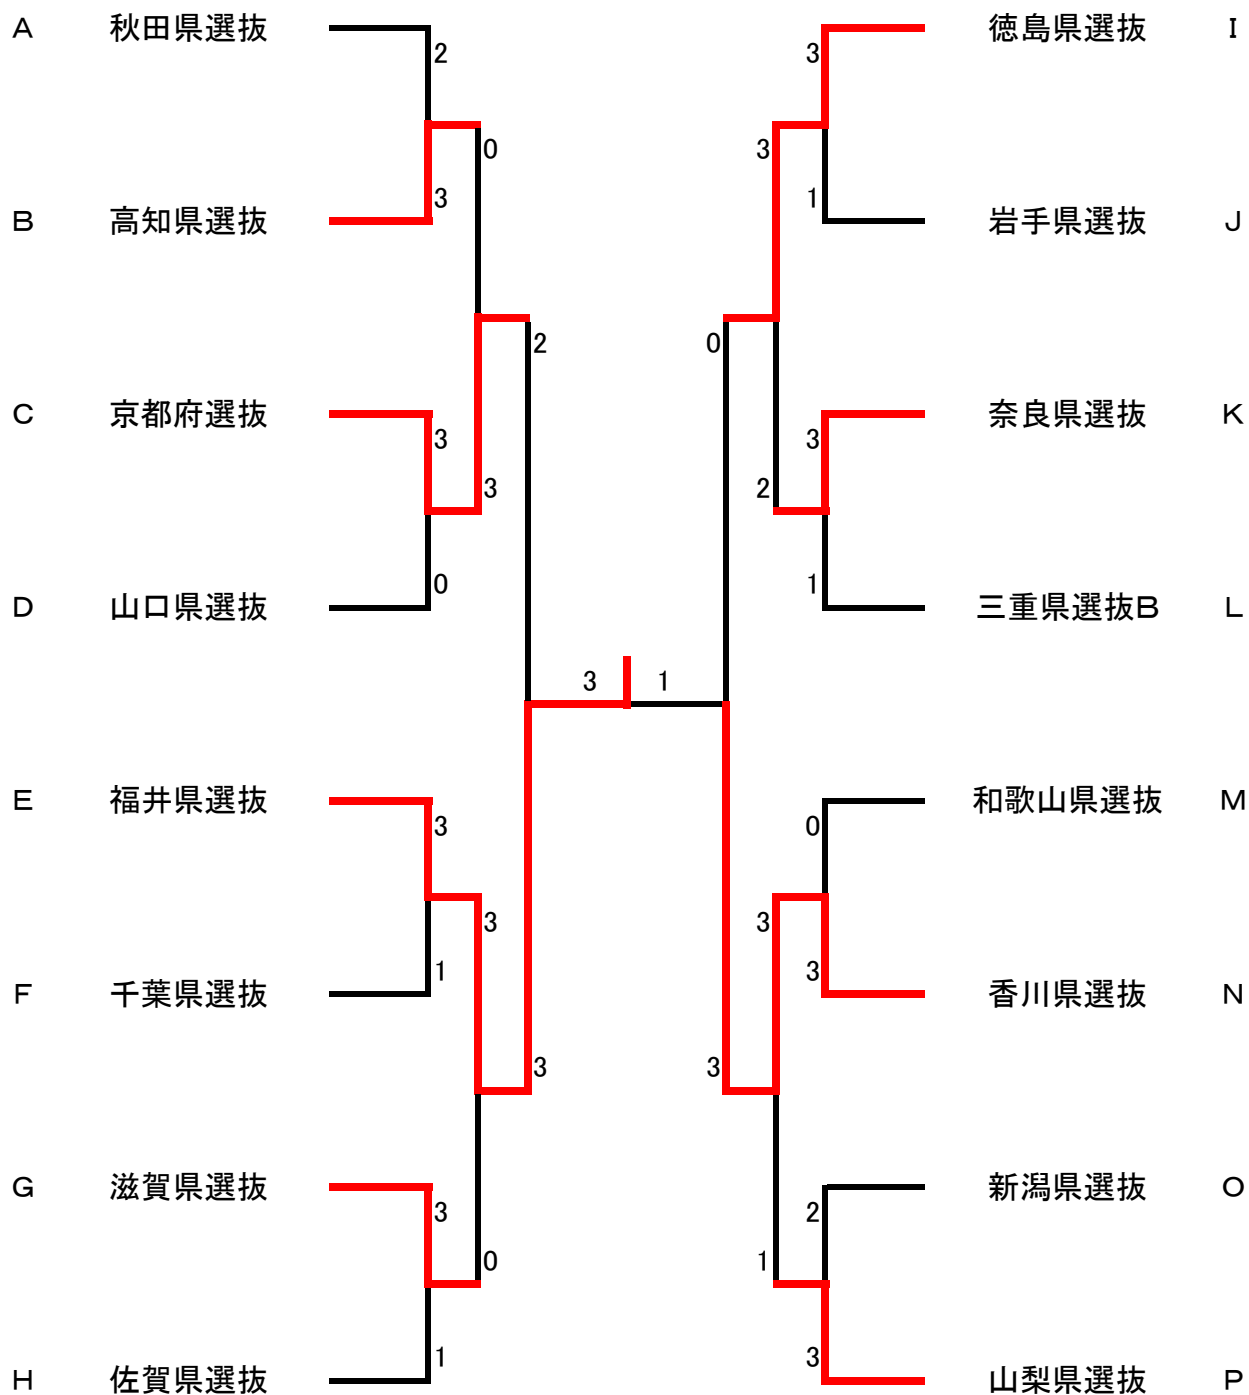 A 秋田県選抜 2 3 徳島県選抜 I
0 3
B 高知県選抜 3 1 岩手県選抜 J
2 0
C 京都府選抜 3 3 奈良県選抜 K
3 2
D 山口県選抜 0 1 三重県選抜B L
3 1
E 福井県選抜 3 0 和歌山県選抜 M
3 3
F 千葉県選抜 1 3 香川県選抜 N
3 3
G 滋賀県選抜 3 2 新潟県選抜 O
0 1
H 佐賀県選抜 1 3 山梨県選抜 P